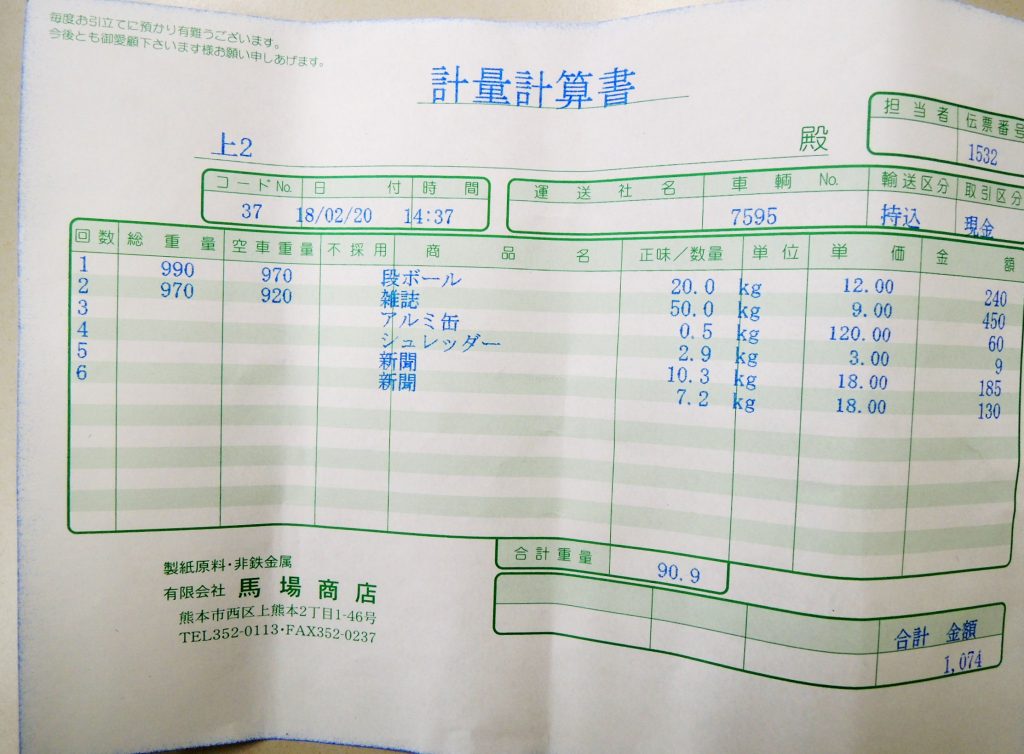 毎度お引立てに預かり有難うございます。
今後とも御愛顧下さいます様お願い申しあげます。
計量計算書
上2 殿
担当者 伝票番号
1532
コードNo. 日付 時間
37 18/02/20 14:37
運送社名 車輌No. 輸送区分 取引区分
7595 持込 現金
回数 総重量 空車重量 不採用 商品名 正味/数量 単位 単価 金額
1 990 970 段ボール 20.0 kg 12.00 240
2 970 920 雑誌 50.0 kg 9.00 450
3 アルミ缶 0.5 kg 120.00 60
4 シュレッダー 2.9 kg 3.00 9
5 新聞 10.3 kg 18.00 185
6 新聞 7.2 kg 18.00 130
合計重量 90.9
合計 金額
1,074
製紙原料・非鉄金属
有限会社 馬場商店
熊本市西区上熊本2丁目1-46号
TEL352-0113・FAX352-0237